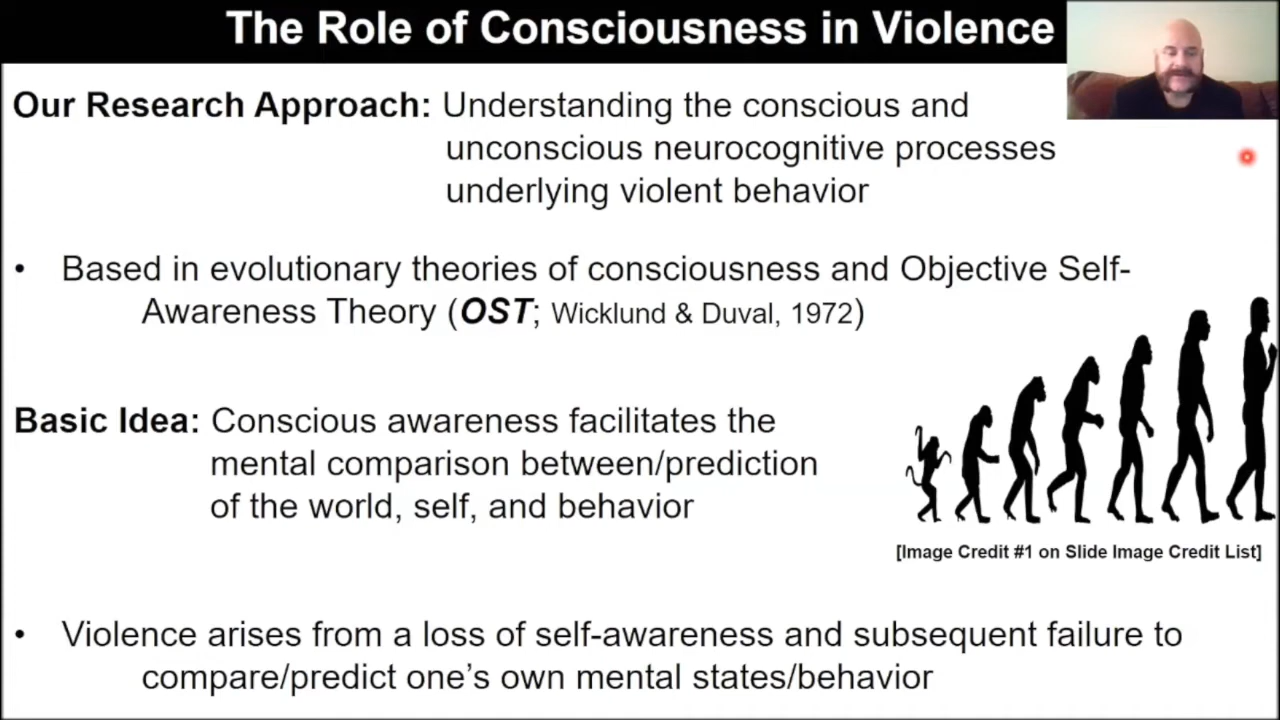 The Role of Consciousness in Violence
Our Research Approach: Understanding the conscious and
unconscious neurocognitive processes
underlying violent behavior
• Based in evolutionary theories of consciousness and Objective Self-
Awareness Theory (OST; Wicklund & Duval, 1972)
Basic Idea: Conscious awareness facilitates the
mental comparison between/prediction
of the world, self, and behavior
[Image Credit #1 on Slide Image Credit List]
• Violence arises from a loss of self-awareness and subsequent failure to
compare/predict one’s own mental states/behavior